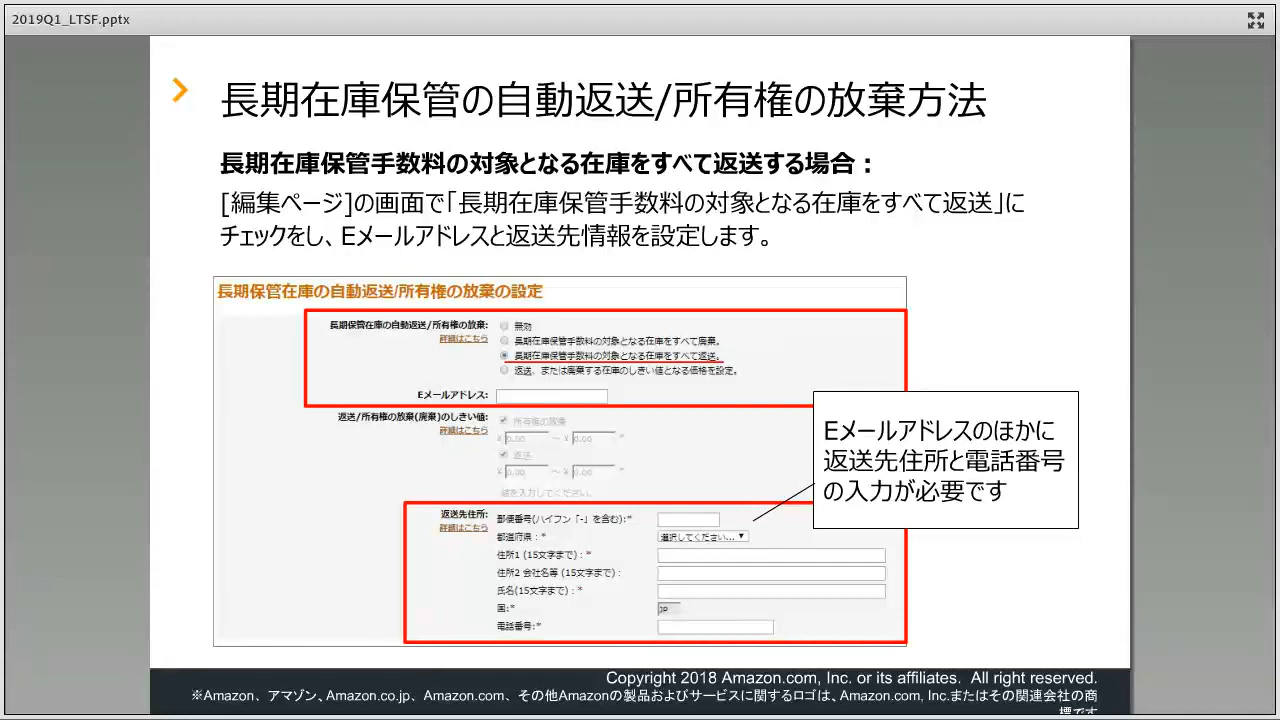 2019Q1_LTSF.pptx
長期在庫保管の自動返送/所有権の放棄方法
長期在庫保管手数料の対象となる在庫をすべて返送する場合：
[編集ページ]の画面で「長期在庫保管手数料の対象となる在庫をすべて返送」に
チェックをし、Eメールアドレスと返送先情報を設定します。
長期保管在庫の自動返送/所有権の放棄の設定
長期保管在庫の自動返送/所有権の放棄:
詳細はこちら
無効
長期在庫保管手数料の対象となる在庫をすべて廃棄。
長期在庫保管手数料の対象となる在庫をすべて返送。
返送、または廃棄する在庫のしきい値となる価格を設定。
Eメールアドレス:
返送/所有権の放棄(廃棄)のしきい値:
詳細はこちら
所有権の放棄
¥ 0.00 ～ ¥ 0.00 *
返送
¥ 0.00 ～ ¥ 0.00 *
値を入力してください。
Eメールアドレスのほかに
返送先住所と電話番号
の入力が必要です
返送先住所:
詳細はこちら
郵便番号(ハイフン「-」を含む):*
都道府県：*
選択してください... ▼
住所1 (15文字まで)：*
住所2 会社名等 (15文字まで)：
氏名(15文字まで)：*
国:*
JP
電話番号:*
Copyright 2018 Amazon.com, Inc. or its affiliates. All right reserved.
※Amazon、アマゾン、Amazon.co.jp、Amazon.com、その他Amazonの製品およびサービスに関するロゴは、Amazon.com, Inc.またはその関連会社の商
標です